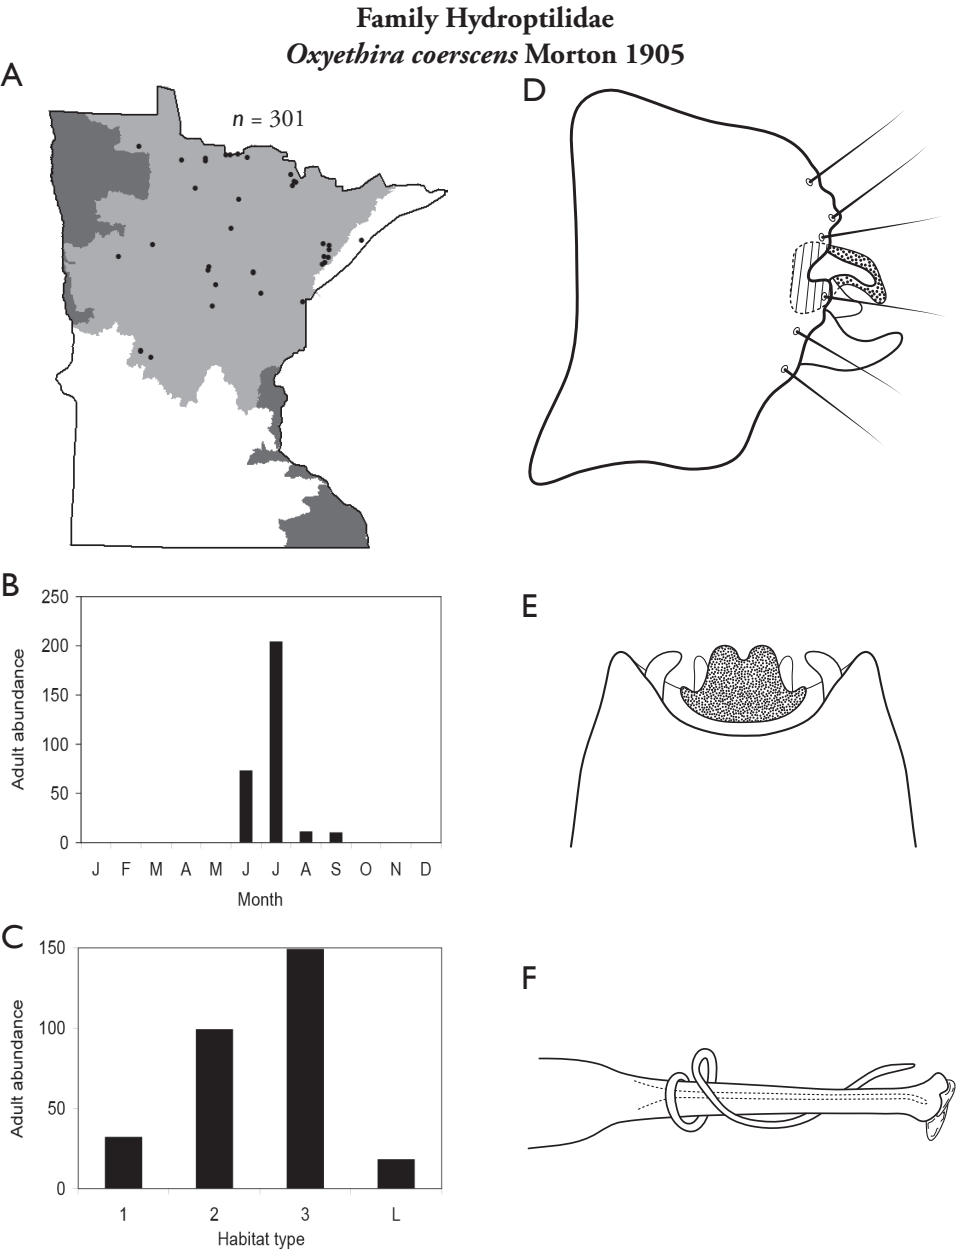 Family Hydroptilidae
Oxyethira coerscens Morton 1905
A
n = 301
D
B
250
200
150
100
50
0
Adult abundance
J F M A M J J A S O N D
Month
E
C
150
100
50
0
Adult abundance
1 2 3 L
Habitat type
F